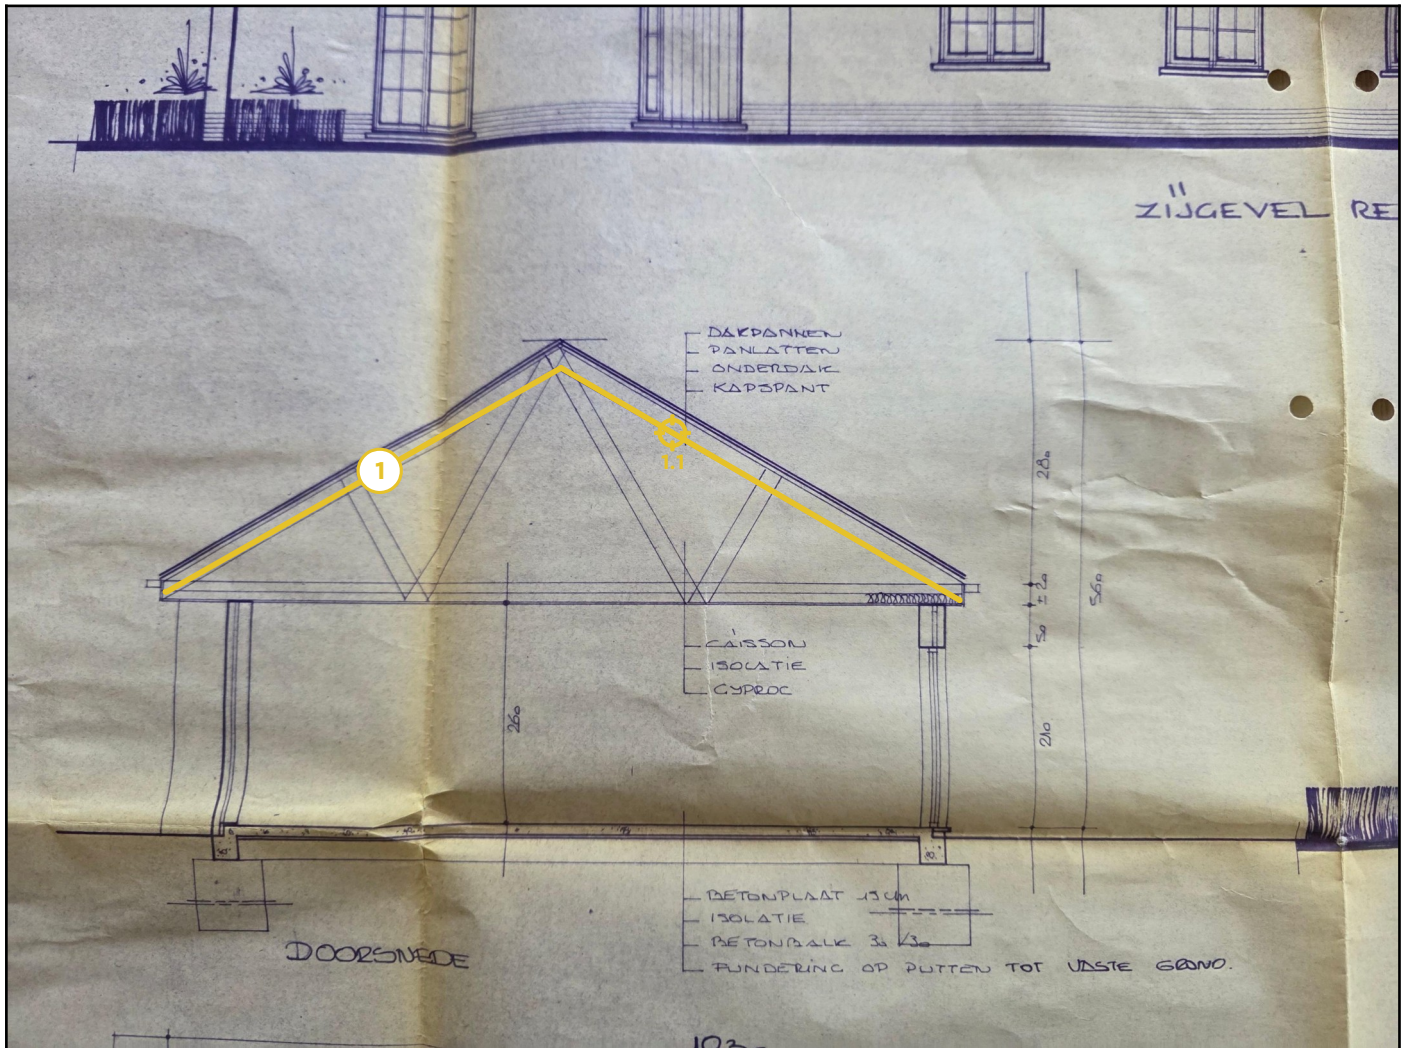 ZIJGEVEL RE
DAKPANNEN
PANLATTEN
ONDERDAK
KAPSPANT
1
1.1
280
± 20
50
560
210
260
CAISSON
ISOLATIE
GYPROC
BETONPLAAT 15 cm
ISOLATIE
BETONBALK 30/30
FUNDERING OP PUTTEN TOT VASTE GROND.
DOORSNEDE